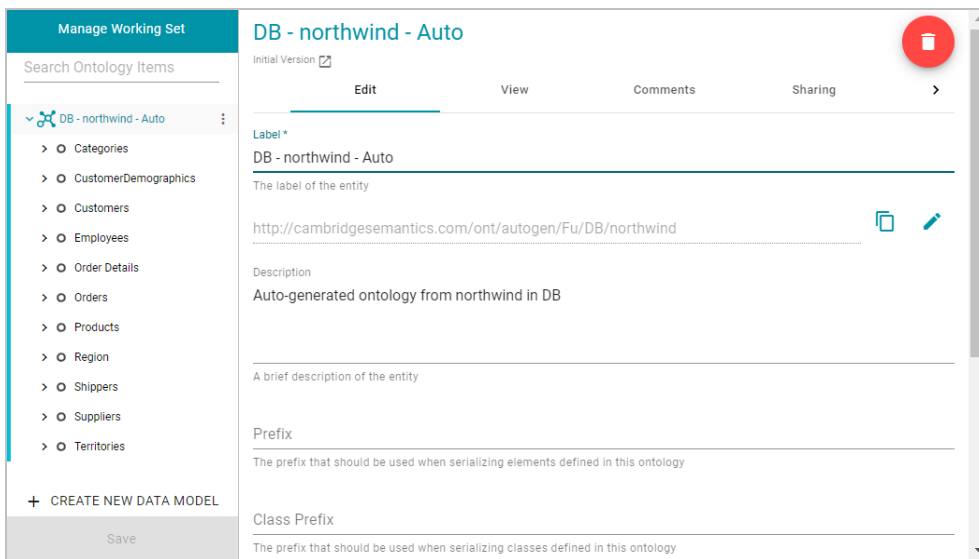 Manage Working Set
Search Ontology Items
DB - northwind - Auto
Categories
CustomerDemographics
Customers
Employees
Order Details
Orders
Products
Region
Shippers
Suppliers
Territories
+ CREATE NEW DATA MODEL
Save
DB - northwind - Auto
Initial Version
Edit
View
Comments
Sharing
Label *
DB - northwind - Auto
The label of the entity
http://cambridgesemantics.com/ont/autogen/Fu/DB/northwind
Description
Auto-generated ontology from northwind in DB
A brief description of the entity
Prefix
The prefix that should be used when serializing elements defined in this ontology
Class Prefix
The prefix that should be used when serializing classes defined in this ontology